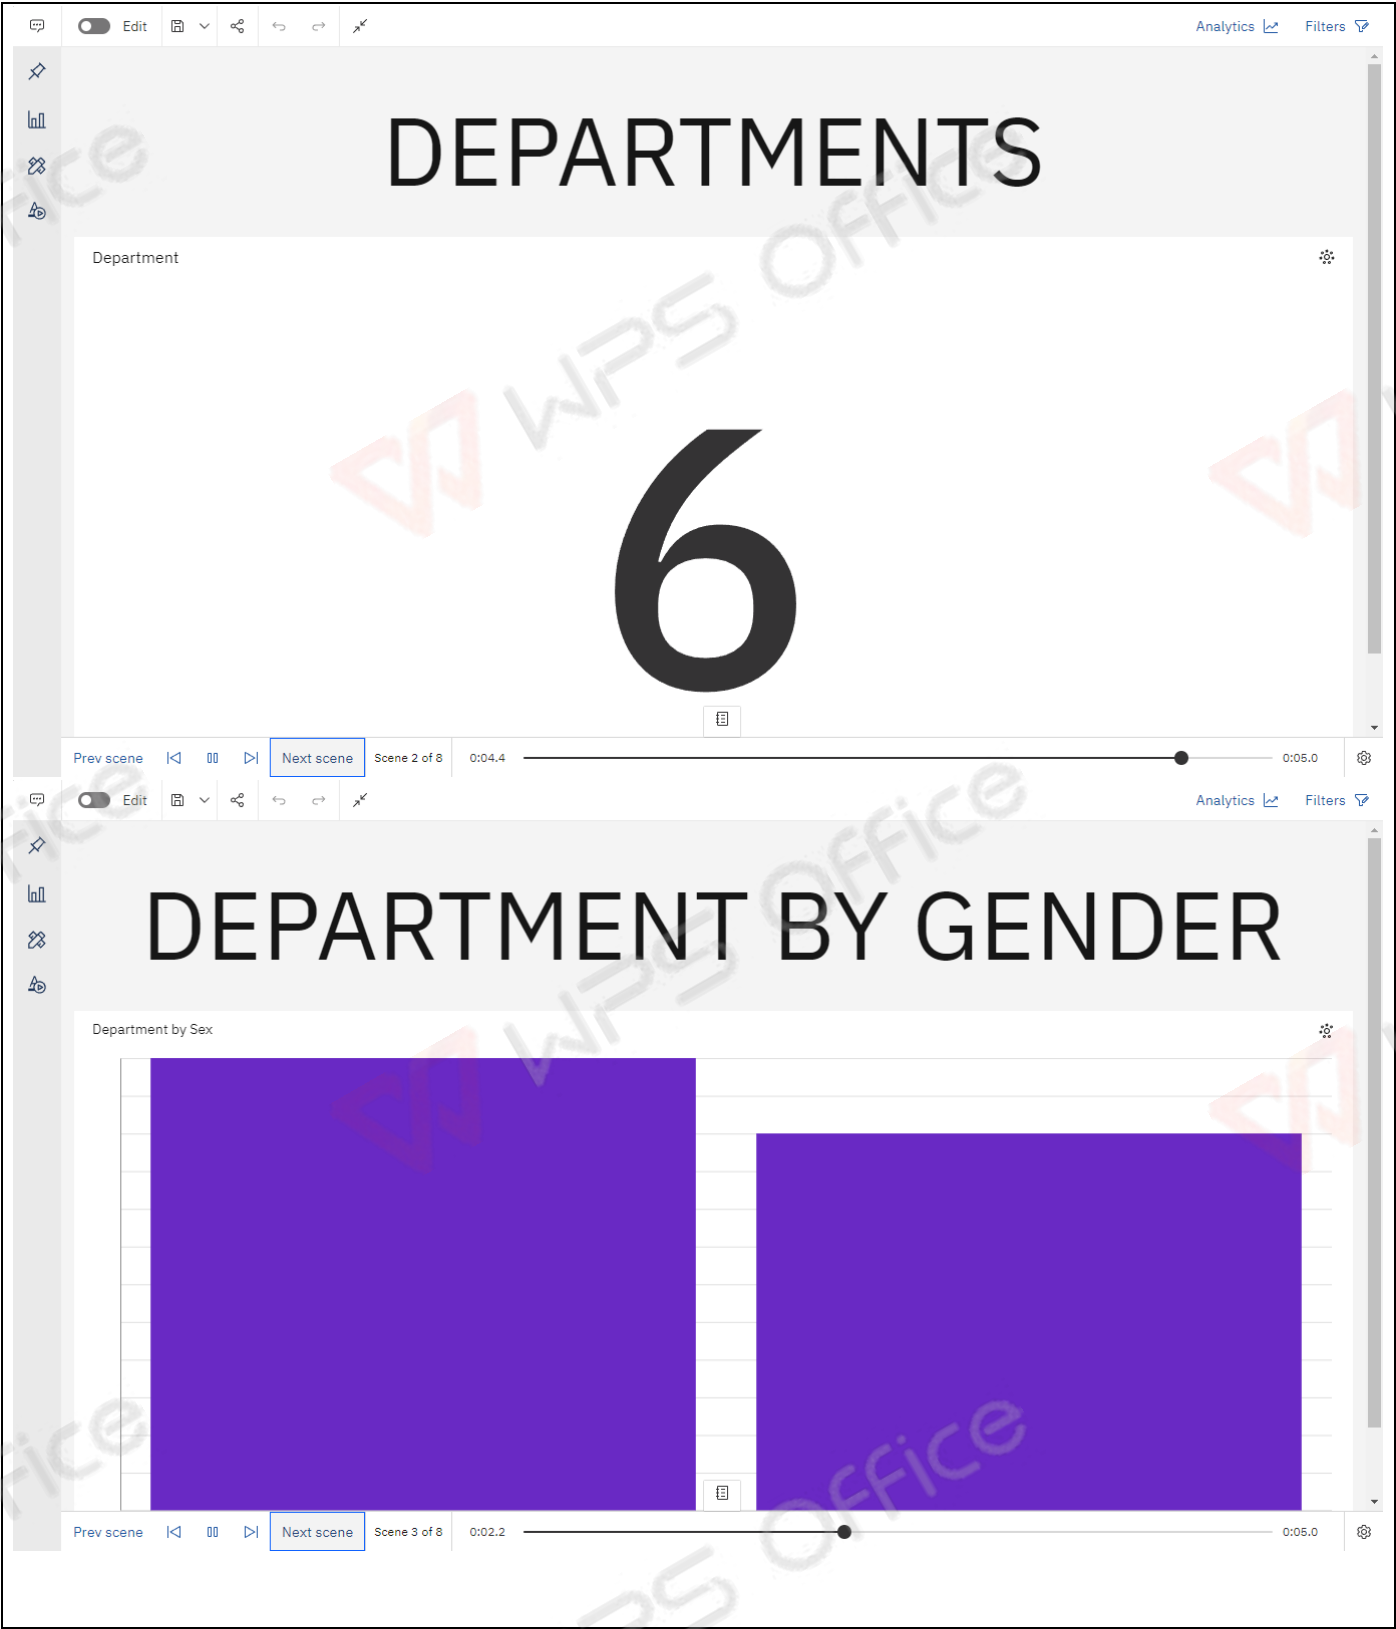 Edit
Analytics
Filters
DEPARTMENTS
Department
6
Prev scene
Next scene
Scene 2 of 8
0:04.4
0:05.0
Edit
Analytics
Filters
DEPARTMENT BY GENDER
Department by Sex
Prev scene
Next scene
Scene 3 of 8
0:02.2
0:05.0
WPS Office
WPS Office